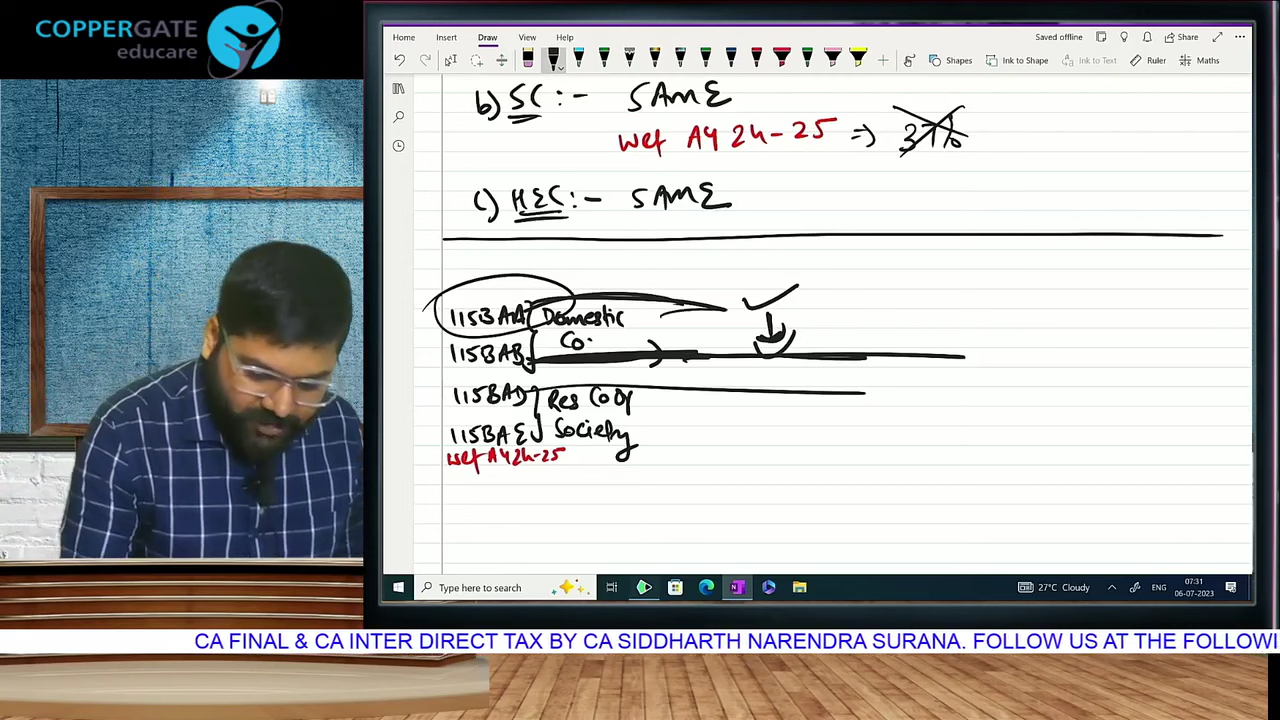 COPPERGATE
educare
Home Insert Draw View Help
Saved offline
Share
Shapes
Ink to Shape
Ink to Text
Ruler
Maths
b) SC :- SAME
wef AY 24-25 => 37%
c) HEC :- SAME
115BAA Domestic
115BAB Co.
115BAD Res CoOp
115BAE Society
wef AY 24-25
Type here to search
27°C Cloudy
ENG
07:31
06-07-2023
CA FINAL & CA INTER DIRECT TAX BY CA SIDDHARTH NARENDRA SURANA. FOLLOW US AT THE FOLLOWI